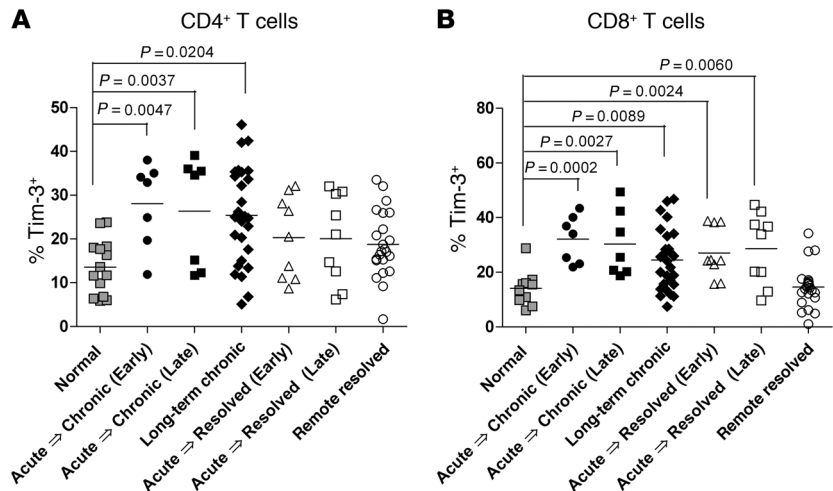 A
CD4+ T cells
P = 0.0204
P = 0.0037
P = 0.0047
% Tim-3+
50
40
30
20
10
0
Normal
Acute ⇒ Chronic (Early)
Acute ⇒ Chronic (Late)
Long-term chronic
Acute ⇒ Resolved (Early)
Acute ⇒ Resolved (Late)
Remote resolved
B
CD8+ T cells
P = 0.0060
P = 0.0024
P = 0.0089
P = 0.0027
P = 0.0002
% Tim-3+
80
60
40
20
0
Normal
Acute ⇒ Chronic (Early)
Acute ⇒ Chronic (Late)
Long-term chronic
Acute ⇒ Resolved (Early)
Acute ⇒ Resolved (Late)
Remote resolved